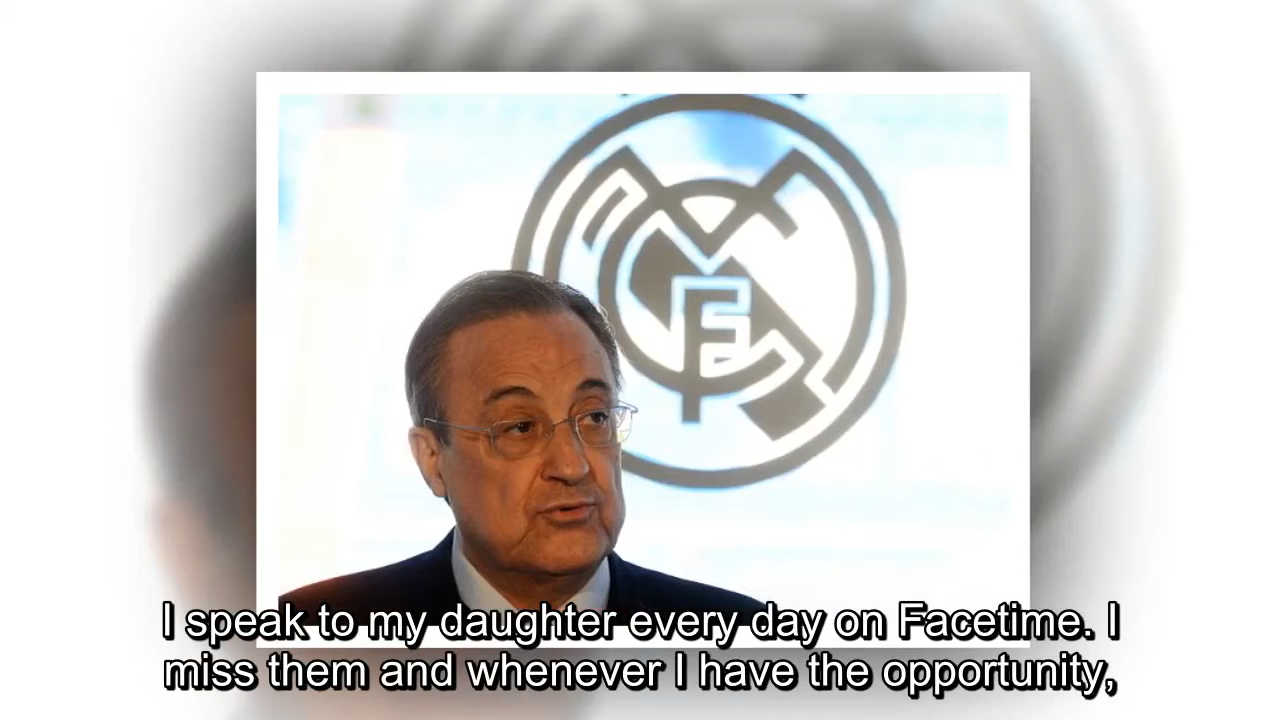 I speak to my daughter every day on Facetime. I
miss them and whenever I have the opportunity,